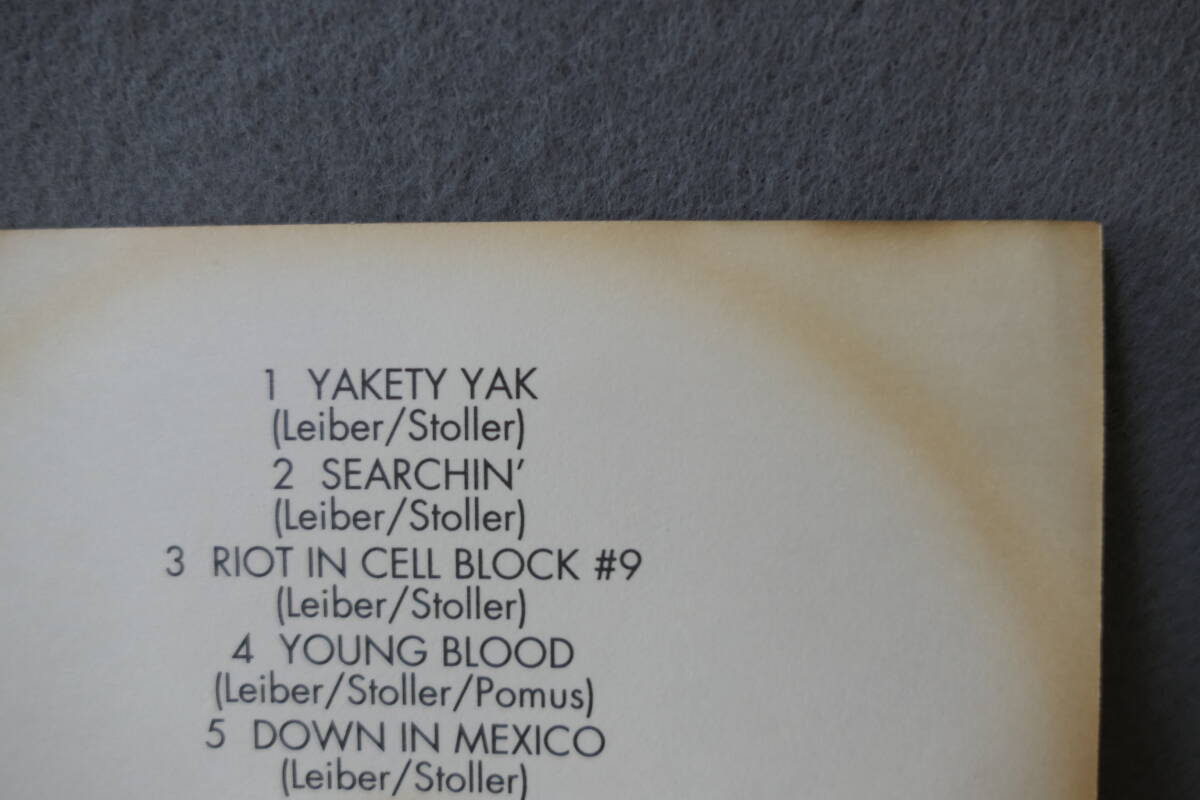 1 YAKETY YAK
(Leiber/Stoller)
2 SEARCHIN'
(Leiber/Stoller)
3 RIOT IN CELL BLOCK #9
(Leiber/Stoller)
4 YOUNG BLOOD
(Leiber/Stoller/Pomus)
5 DOWN IN MEXICO
(Leiber/Stoller)